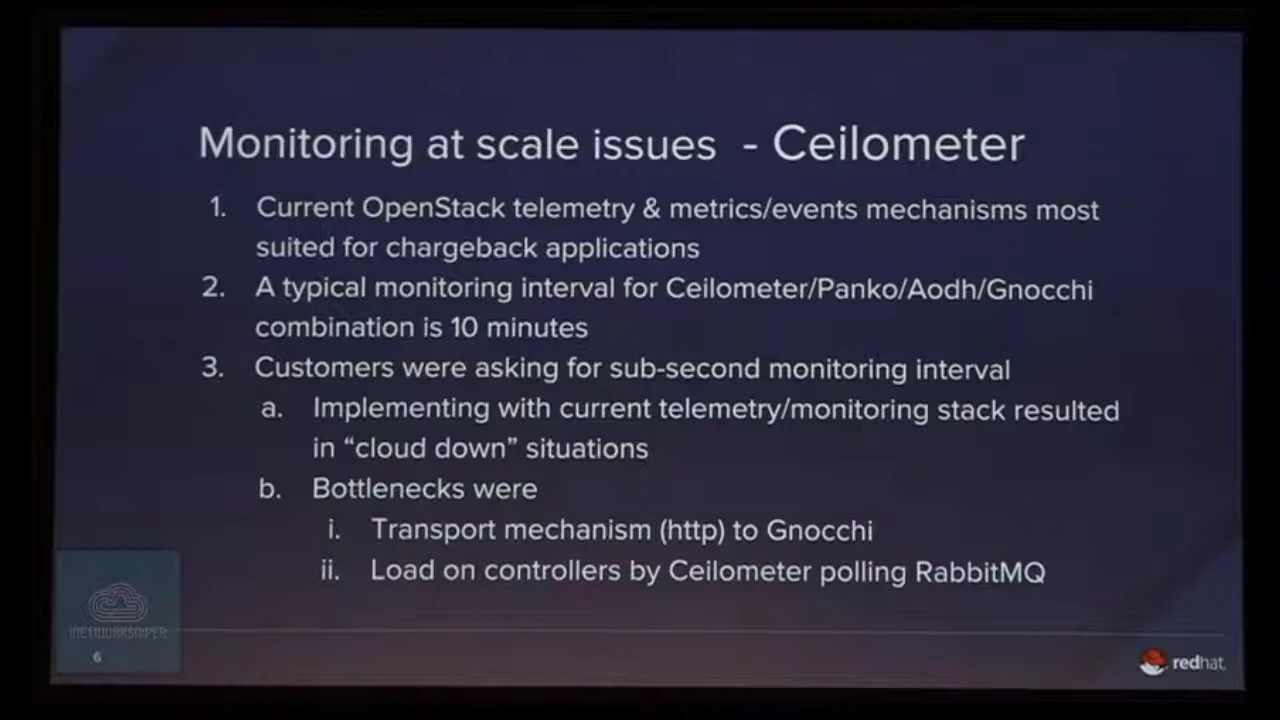 Monitoring at scale issues - Ceilometer
1. Current OpenStack telemetry & metrics/events mechanisms most
suited for chargeback applications
2. A typical monitoring interval for Ceilometer/Panko/Aodh/Gnocchi
combination is 10 minutes
3. Customers were asking for sub-second monitoring interval
a. Implementing with current telemetry/monitoring stack resulted
in “cloud down” situations
b. Bottlenecks were
i. Transport mechanism (http) to Gnocchi
ii. Load on controllers by Ceilometer polling RabbitMQ
NETWORKSNIPER
6
redhat.